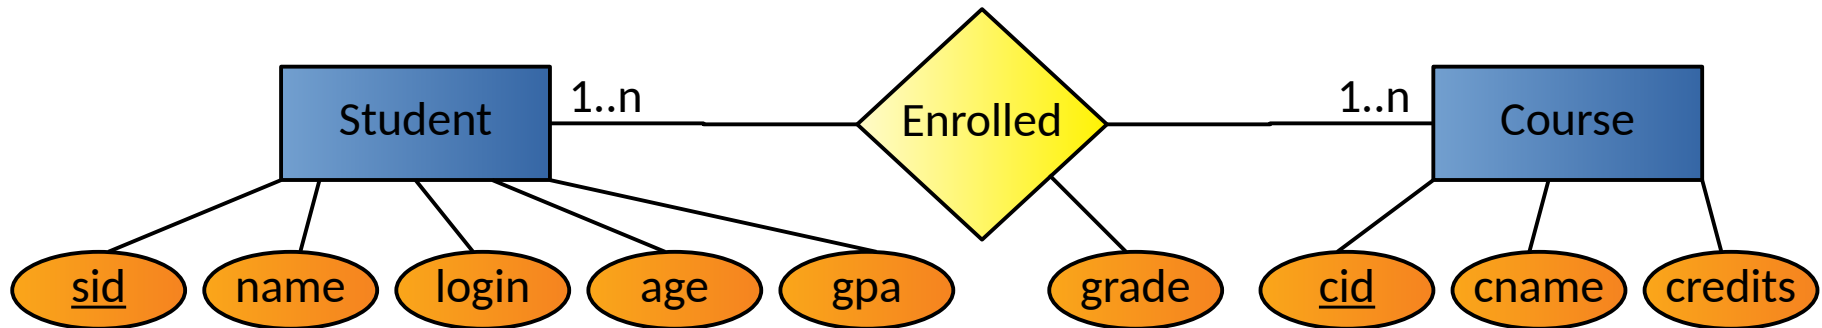 Student
1..n
Enrolled
1..n
Course
sid
name
login
age
gpa
grade
cid
cname
credits